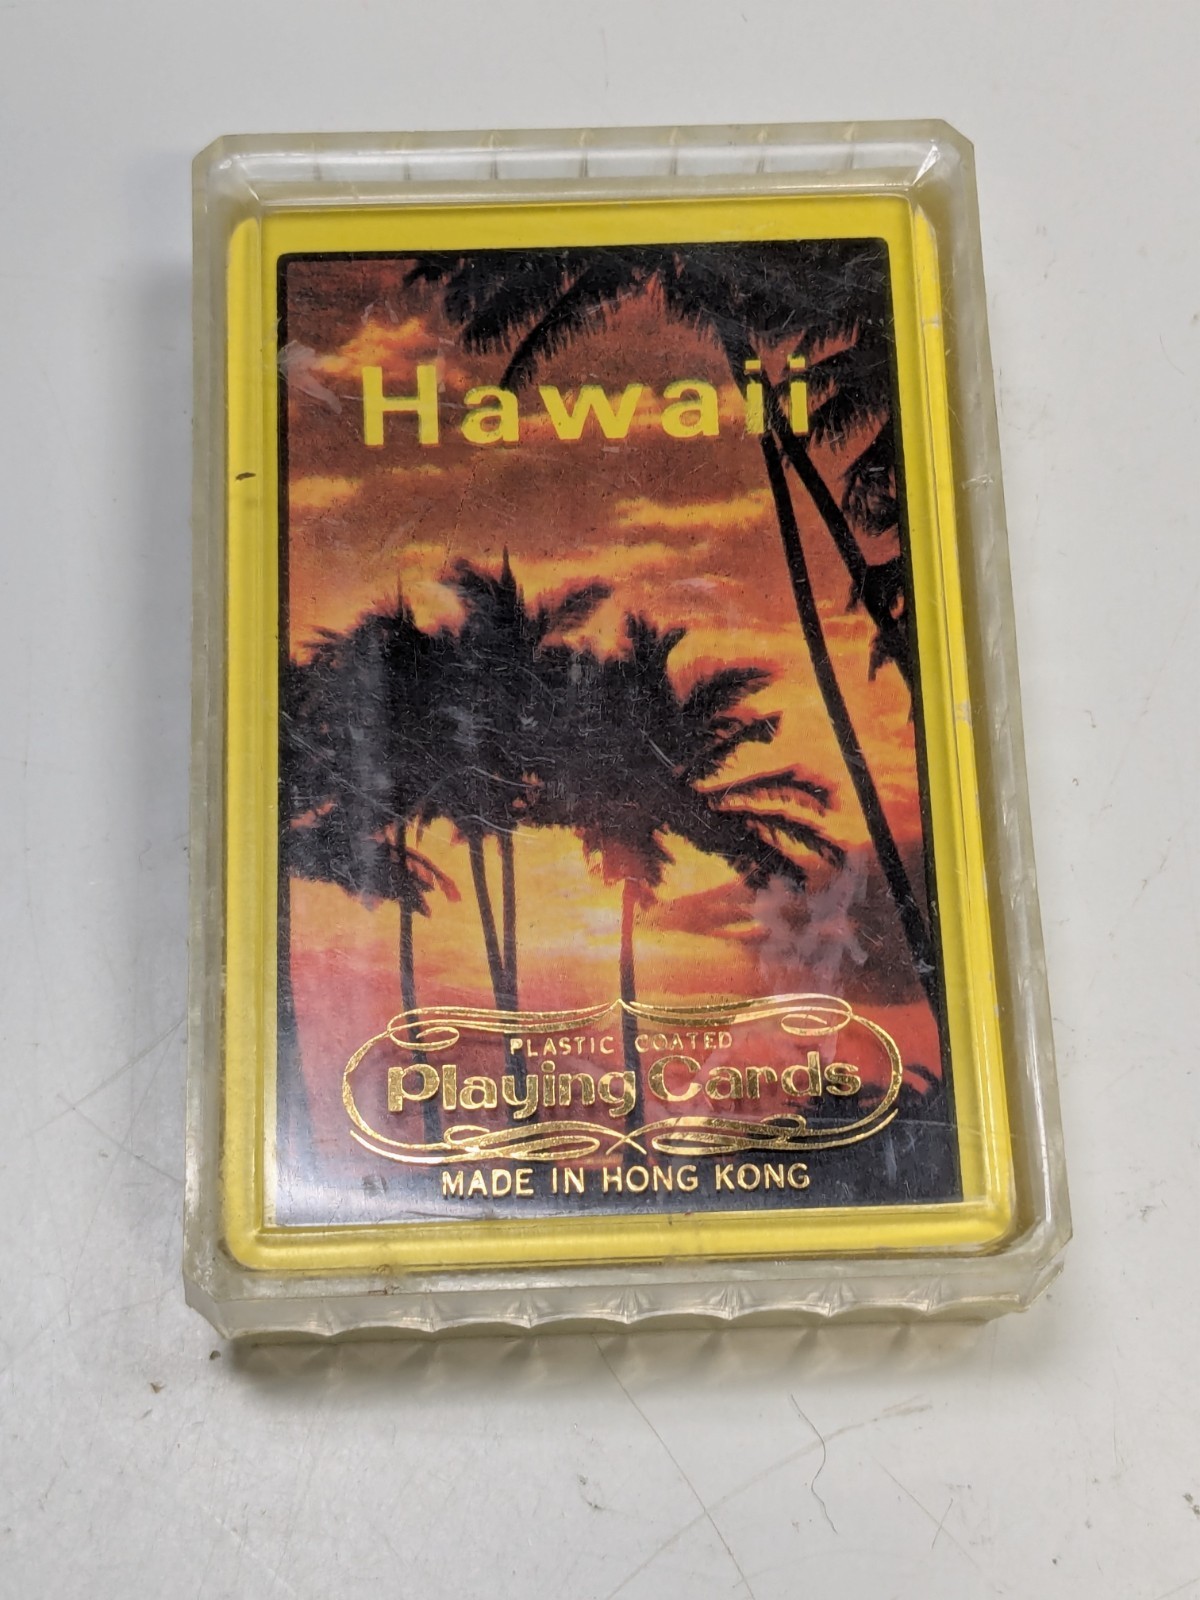 Hawaii
PLASTIC COATED
Playing Cards
MADE IN HONG KONG